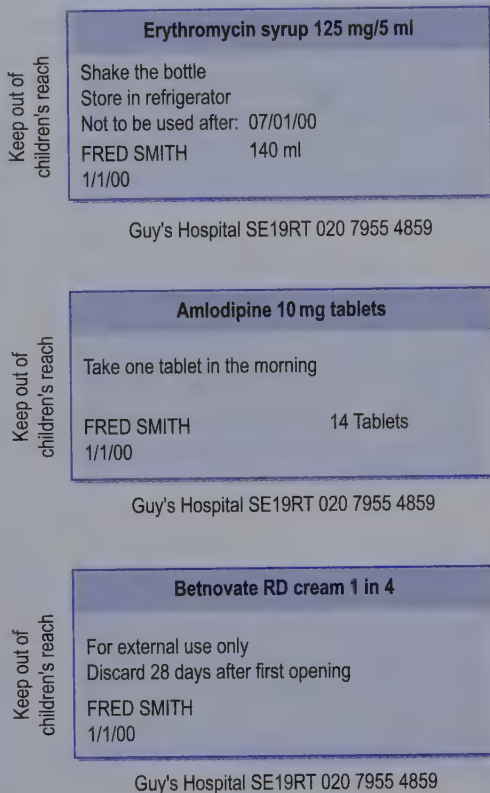 Keep out of
children's reach
Erythromycin syrup 125 mg/5 ml
Shake the bottle
Store in refrigerator
Not to be used after: 07/01/00
FRED SMITH 140 ml
1/1/00
Guy's Hospital SE19RT 020 7955 4859
Keep out of
children's reach
Amlodipine 10 mg tablets
Take one tablet in the morning
FRED SMITH 14 Tablets
1/1/00
Guy's Hospital SE19RT 020 7955 4859
Keep out of
children's reach
Betnovate RD cream 1 in 4
For external use only
Discard 28 days after first opening
FRED SMITH
1/1/00
Guy's Hospital SE19RT 020 7955 4859